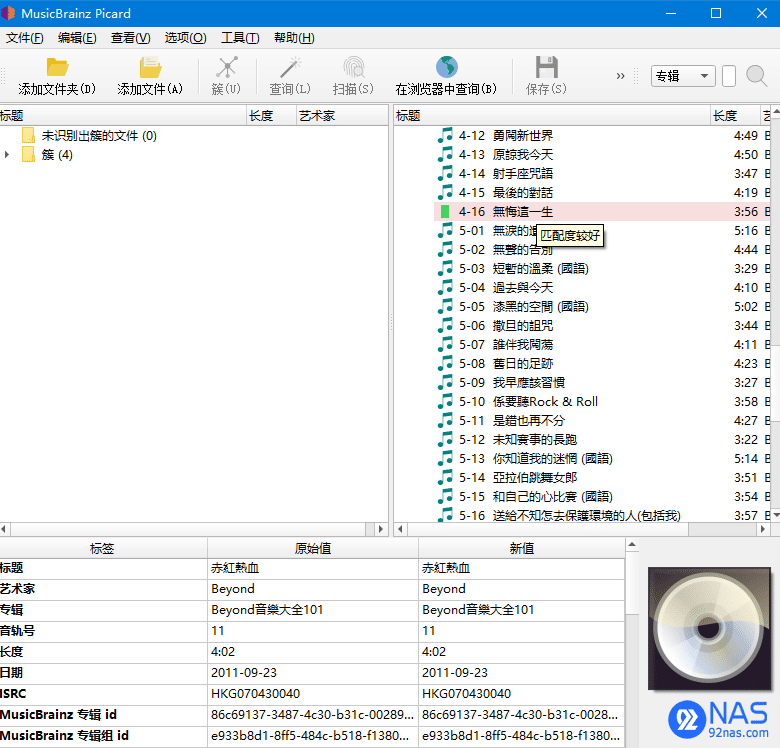 MusicBrainz Picard
文件(F) 编辑(E) 查看(V) 选项(O) 工具(T) 帮助(H)
添加文件夹(D) 添加文件(A) 簇(U) 查询(L) 扫描(S) 在浏览器中查询(B) 保存(S) » 专辑
标题 长度 艺术家
未识别出簇的文件 (0)
簇 (4)
标题 长度 艺
4-12 勇闖新世界 4:49 B
4-13 原諒我今天 4:50 B
4-14 射手座咒語 3:47 B
4-15 最後的對話 4:19 B
4-16 無悔這一生 3:56 B
5-01 無淚的 5:16 B
匹配度较好
5-02 無聲的告別 4:44 B
5-03 短暫的溫柔 (國語) 3:29 B
5-04 過去與今天 4:10 B
5-05 漆黑的空間 (國語) 5:02 B
5-06 撒旦的詛咒 3:44 B
5-07 誰伴我闖蕩 4:11 B
5-08 舊日的足跡 4:23 B
5-09 我早應該習慣 3:27 B
5-10 係要聽Rock & Roll 3:58 B
5-11 是錯也再不分 4:27 B
5-12 未知賽事的長跑 3:22 B
5-13 你知道我的迷惘 (國語) 5:14 B
5-14 亞拉伯跳舞女郎 3:51 B
5-15 和自己的心比賽 (國語) 3:54 B
5-16 送給不知怎去保護環境的人(包括我) 3:57 B
标签 原始值 新值
标题 赤紅熱血 赤紅熱血
艺术家 Beyond Beyond
专辑 Beyond音樂大全101 Beyond音樂大全101
音轨号 11 11
长度 4:02 4:02
日期 2011-09-23 2011-09-23
ISRC HKG070430040 HKG070430040
MusicBrainz 专辑 id 86c69137-3487-4c30-b31c-00289... 86c69137-3487-4c30-b31c-0028...
MusicBrainz 专辑组 id e933b8d1-8ff5-484c-b518-f1380... e933b8d1-8ff5-484c-b518-f1380...
92 NAS
92nas.com